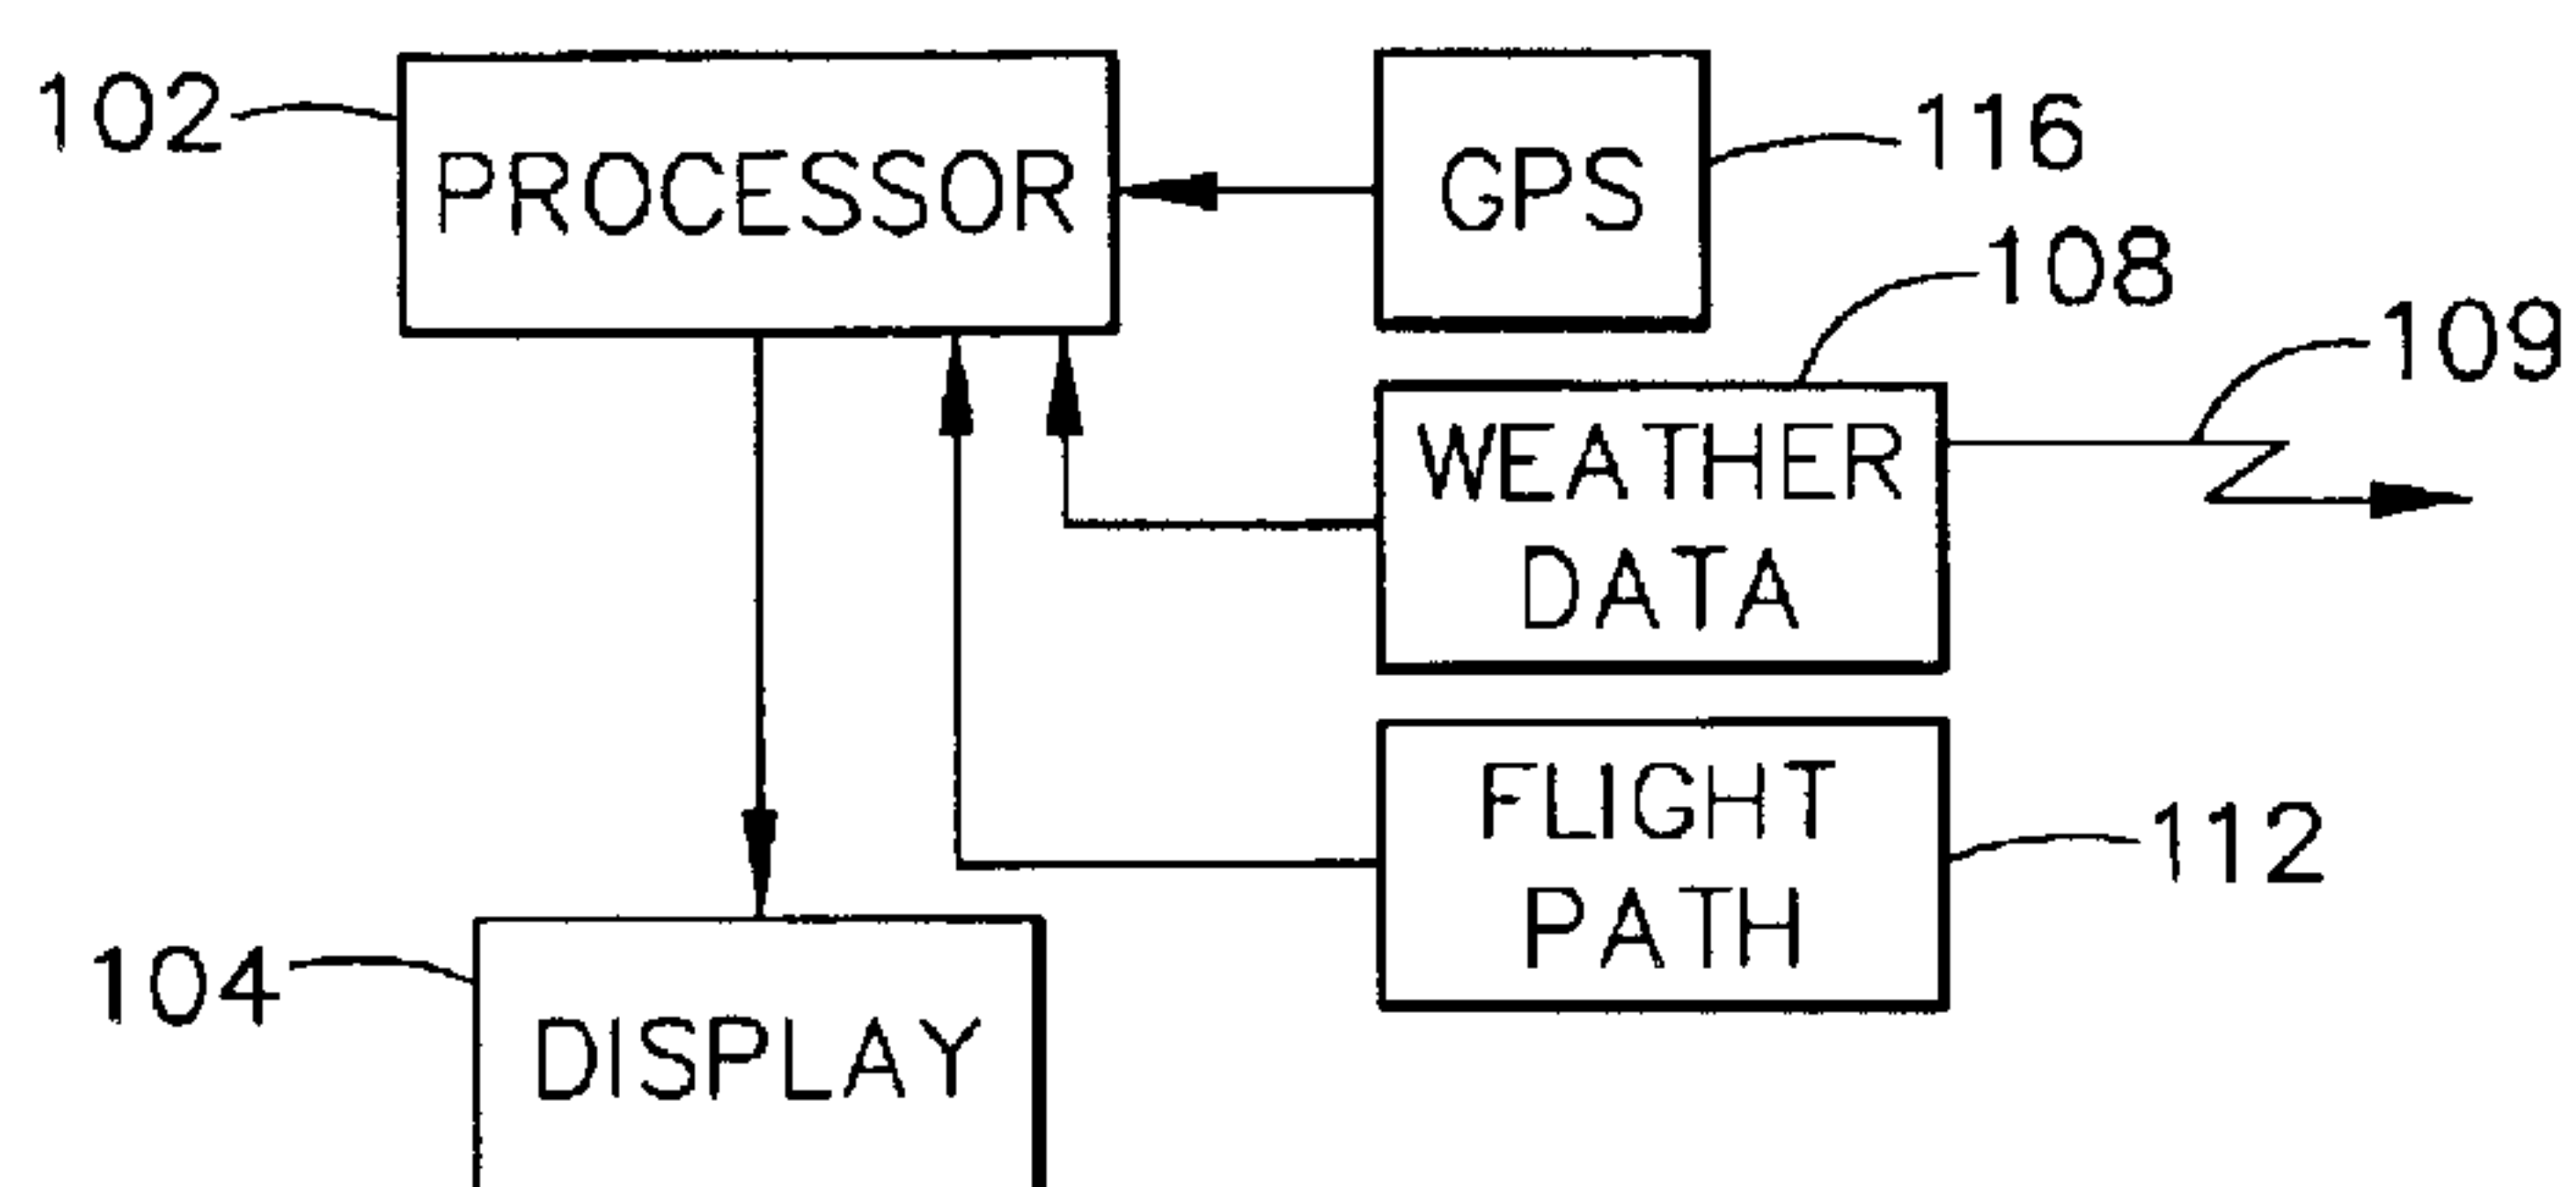 102
PROCESSOR
GPS
116
108
109
WEATHER
DATA
FLIGHT
PATH
112
104
DISPLAY